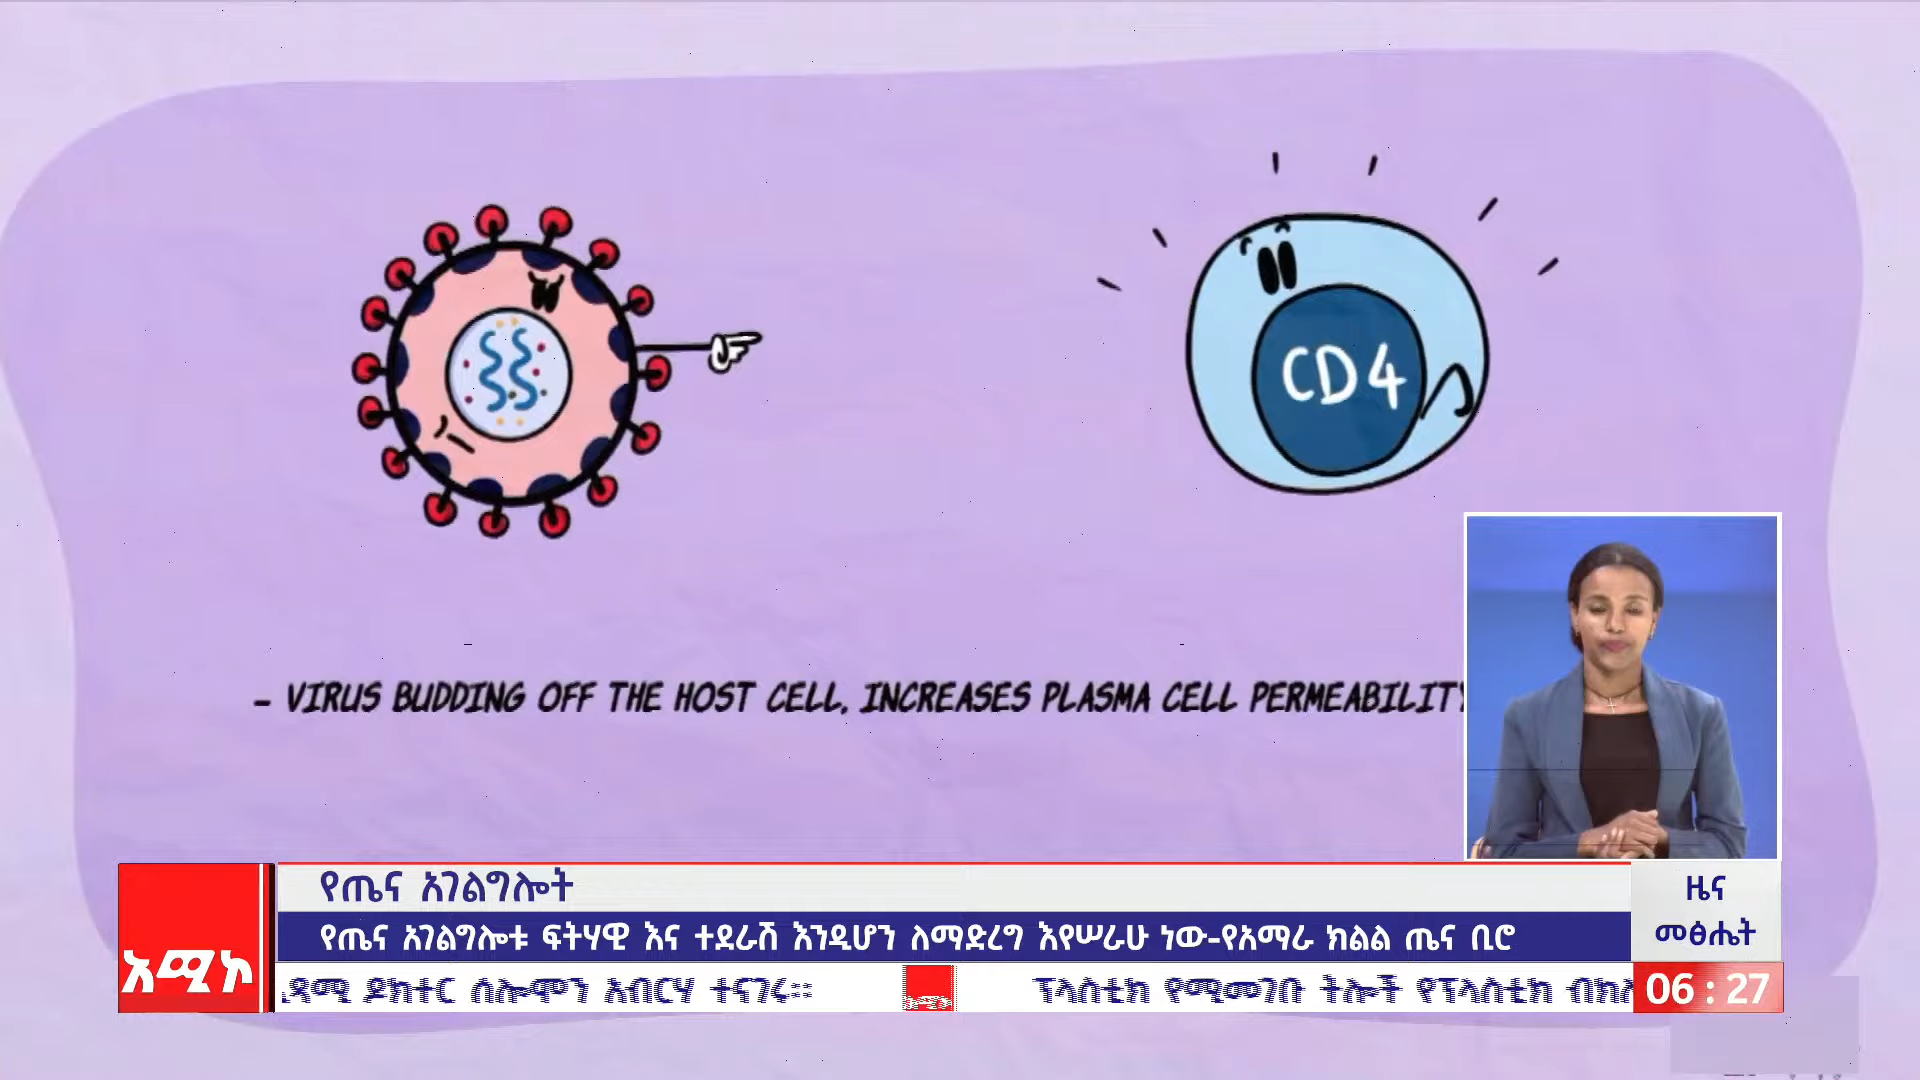 CD4
- VIRUS BUDDING OFF THE HOST CELL, INCREASES PLASMA CELL PERMEABILITY
የጤና አገልግሎት
የጤና አገልግሎቱ ፍትሃዊ እና ተደራሽ እንዲሆን ለማድረግ እየሠራሁ ነው-የአማራ ክልል ጤና ቢሮ
ዜና
መፅሔት
አሚኮ
ዶክተር ሰሎሞን አብርሃ ተናገሩ። ፕላስቲክ የሚመገቡ ትሎች የፕላስቲክ
06 : 27